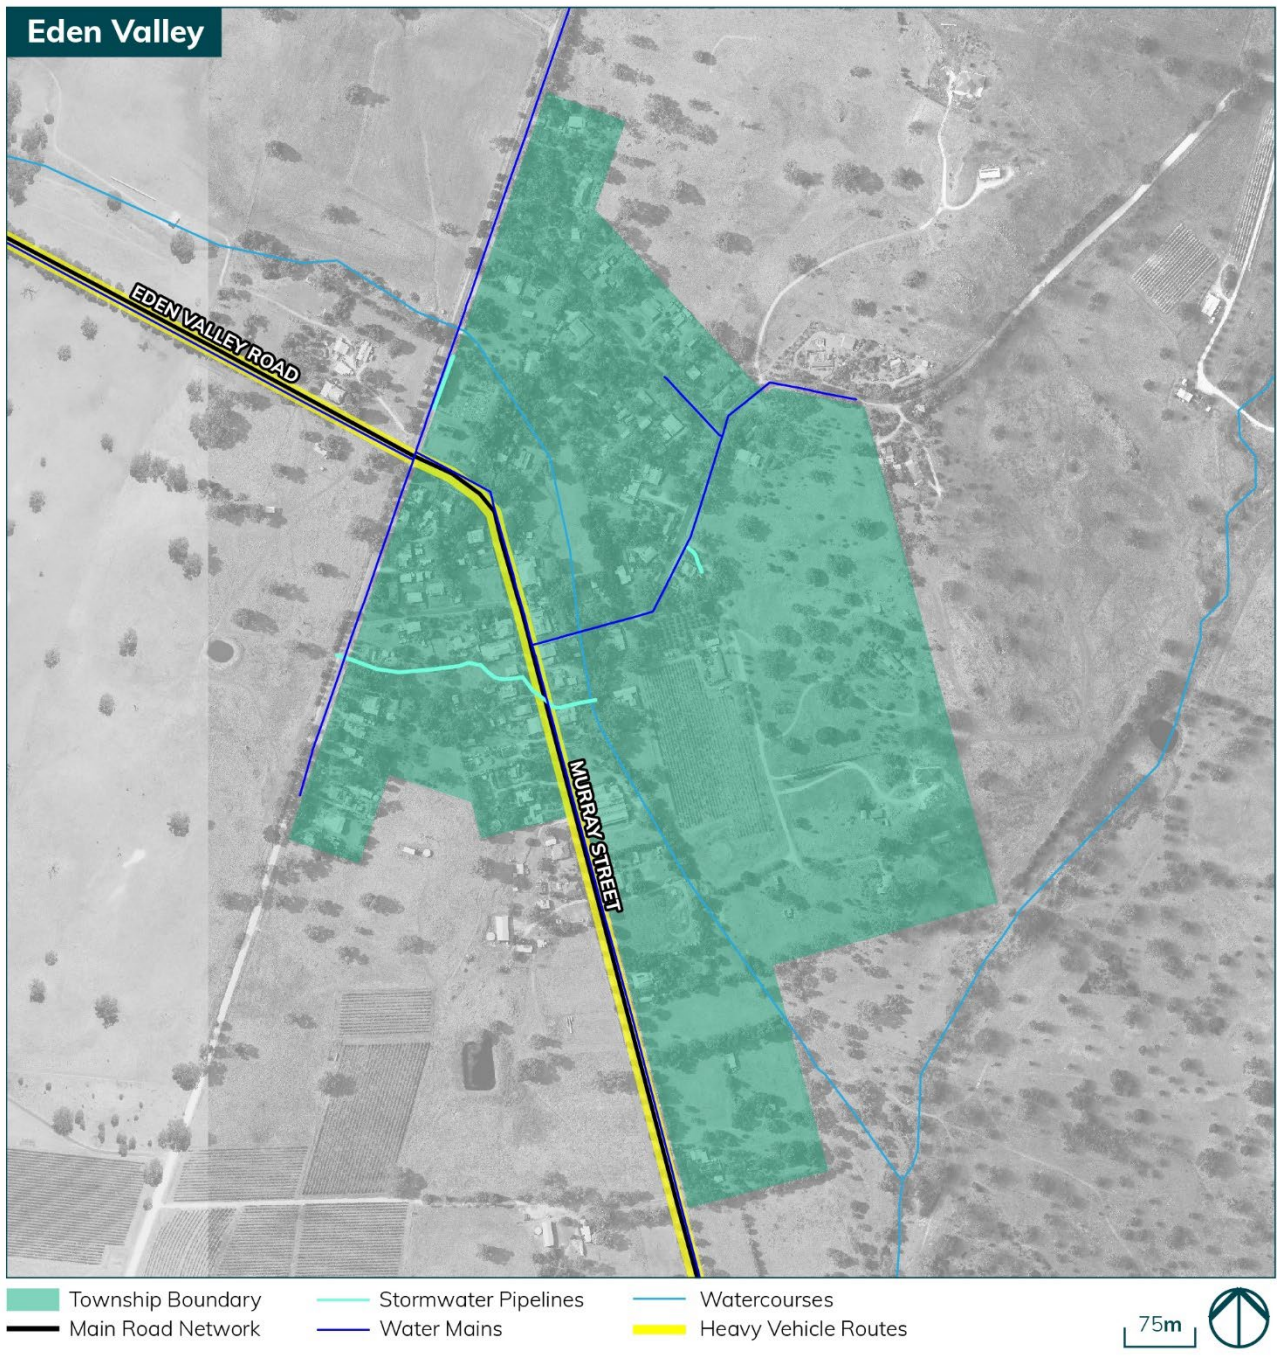 Eden Valley
EDEN VALLEY ROAD
MURRAY STREET
Township Boundary
Stormwater Pipelines
Watercourses
Main Road Network
Water Mains
Heavy Vehicle Routes
75m